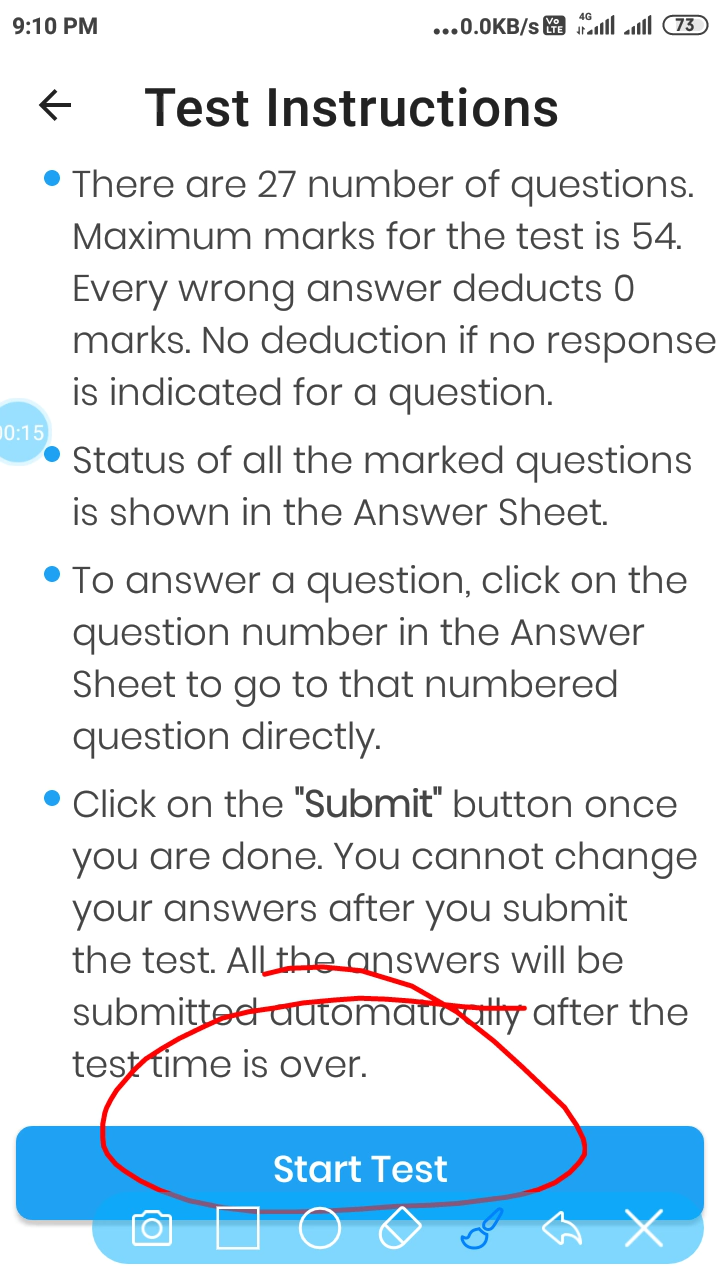 9:10 PM ...0.0KB/s Vo LTE 4G 73
Test Instructions
There are 27 number of questions.
Maximum marks for the test is 54.
Every wrong answer deducts 0
marks. No deduction if no response
is indicated for a question.
00:15
Status of all the marked questions
is shown in the Answer Sheet.
To answer a question, click on the
question number in the Answer
Sheet to go to that numbered
question directly.
Click on the "Submit" button once
you are done. You cannot change
your answers after you submit
the test. All the answers will be
submitted automatically after the
test time is over.
Start Test